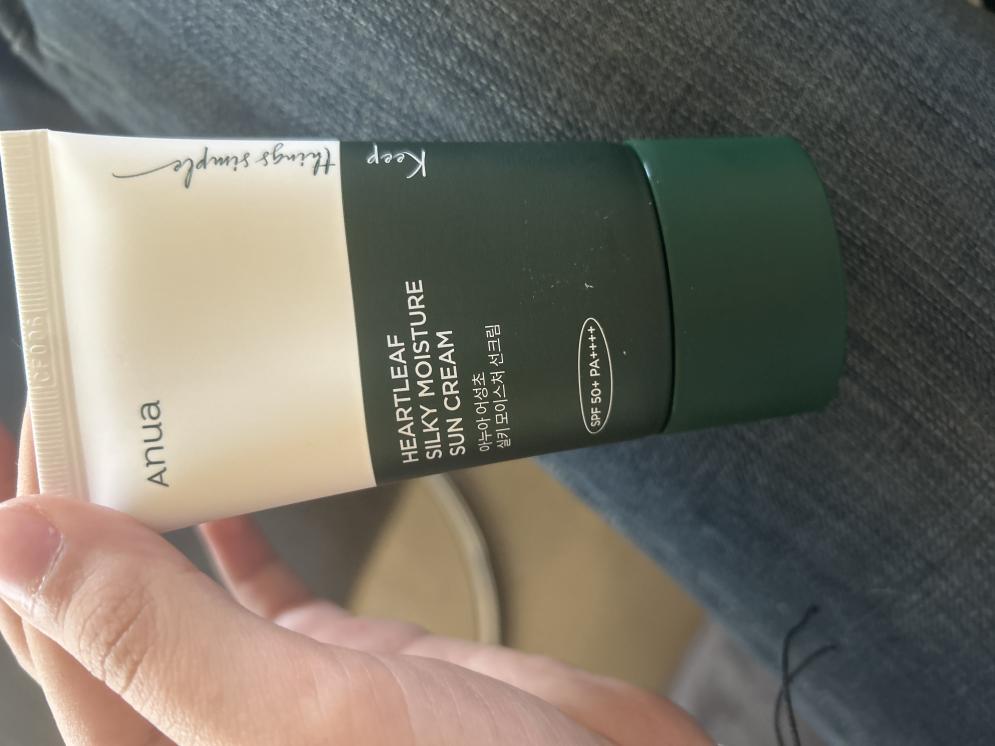 Anua
HEARTLEAF
SILKY MOISTURE
SUN CREAM
아누아 어성초
실키 모이스처 선크림
SPF 50+ PA++++
Keep
things simple